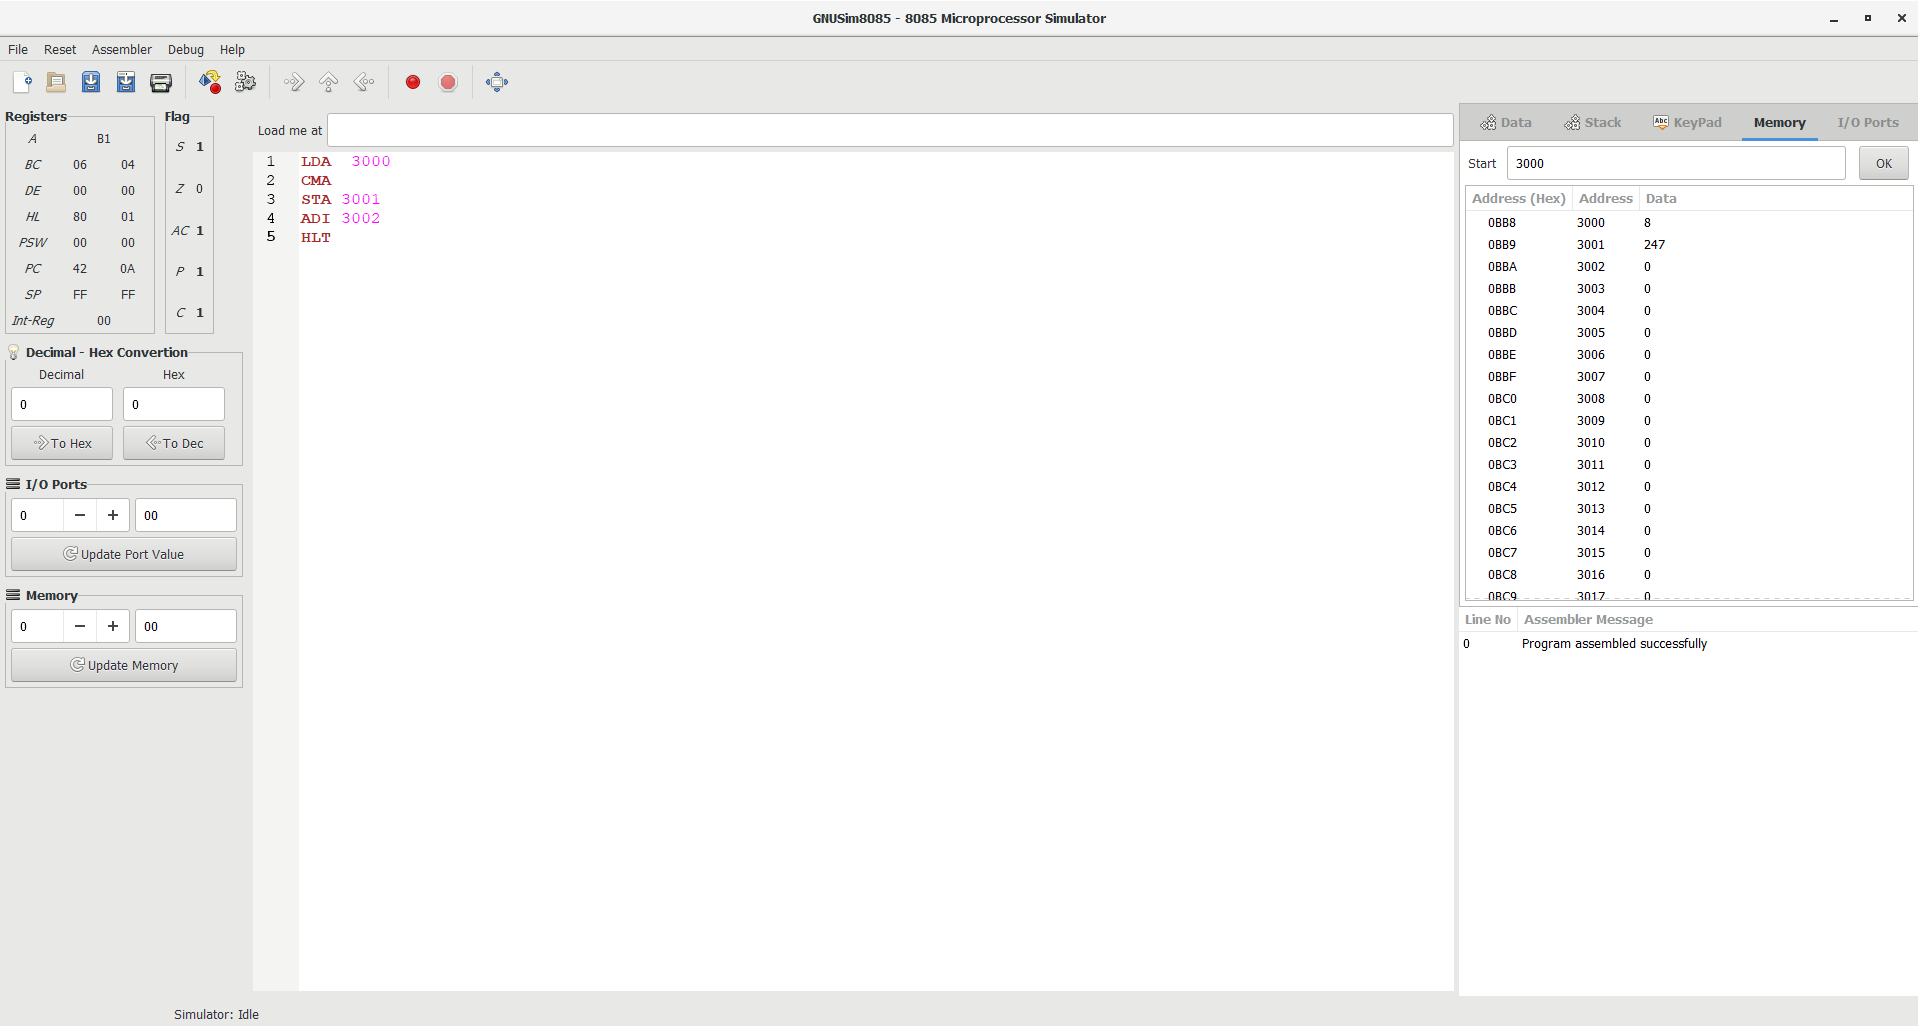 GNUSim8085 - 8085 Microprocessor Simulator
File Reset Assembler Debug Help
Registers
A B1
BC 06 04
DE 00 00
HL 80 01
PSW 00 00
PC 42 0A
SP FF FF
Int-Reg 00
Flag
S 1
Z 0
AC 1
P 1
C 1
Decimal - Hex Convertion
Decimal Hex
0 0
To Hex To Dec
I/O Ports
0 − + 00
Update Port Value
Memory
0 − + 00
Update Memory
Load me at
1 LDA 3000
2 CMA
3 STA 3001
4 ADI 3002
5 HLT
Data Stack Abc KeyPad Memory I/O Ports
Start 3000 OK
Address (Hex) Address Data
0BB8 3000 8
0BB9 3001 247
0BBA 3002 0
0BBB 3003 0
0BBC 3004 0
0BBD 3005 0
0BBE 3006 0
0BBF 3007 0
0BC0 3008 0
0BC1 3009 0
0BC2 3010 0
0BC3 3011 0
0BC4 3012 0
0BC5 3013 0
0BC6 3014 0
0BC7 3015 0
0BC8 3016 0
0BC9 3017 0
Line No Assembler Message
0 Program assembled successfully
Simulator: Idle